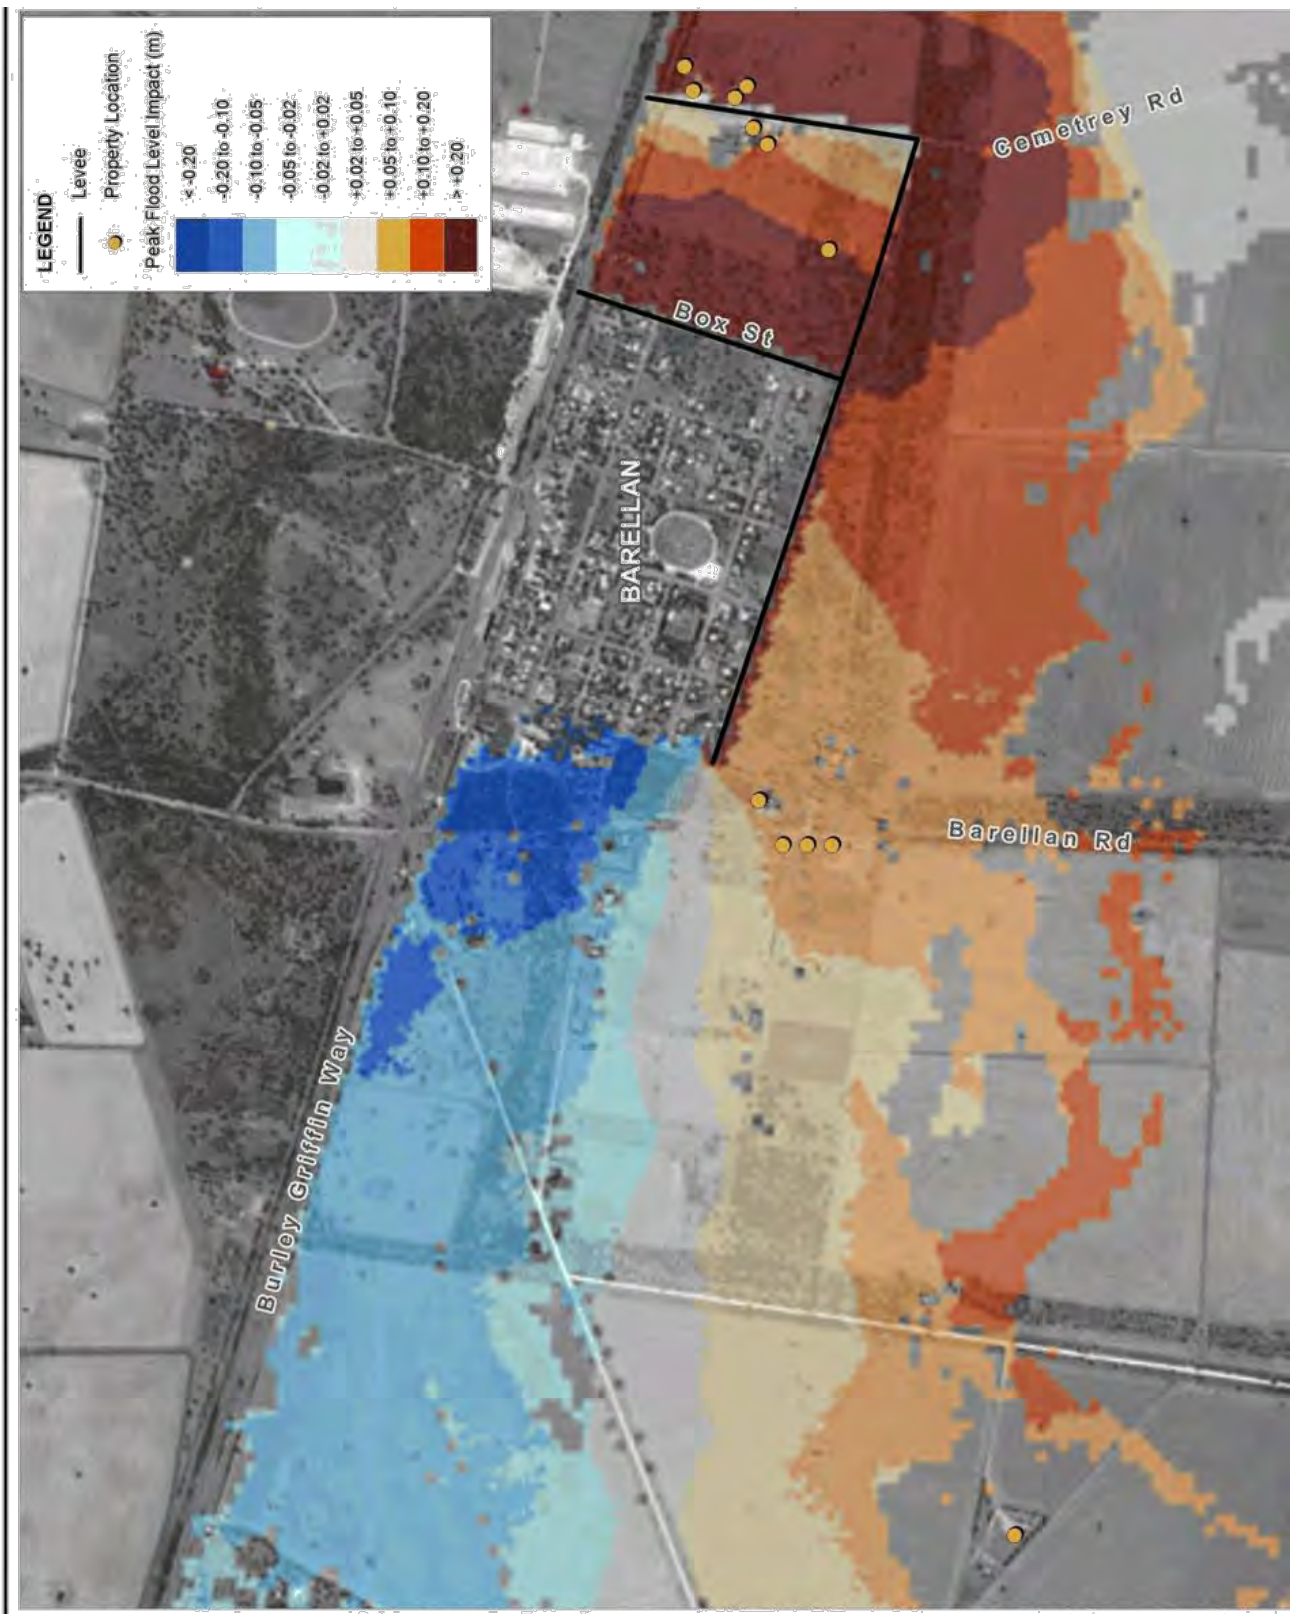 LEGEND
Levee
Property Location
Peak Flood Level Impact (m)
< -0.20
-0.20 to -0.10
-0.10 to -0.05
-0.05 to -0.02
-0.02 to +0.02
+0.02 to +0.05
+0.05 to +0.10
+0.10 to +0.20
> +0.20
Cemetrey Rd
Box St
BARELLAN
Barellan Rd
Burley Griffin Way